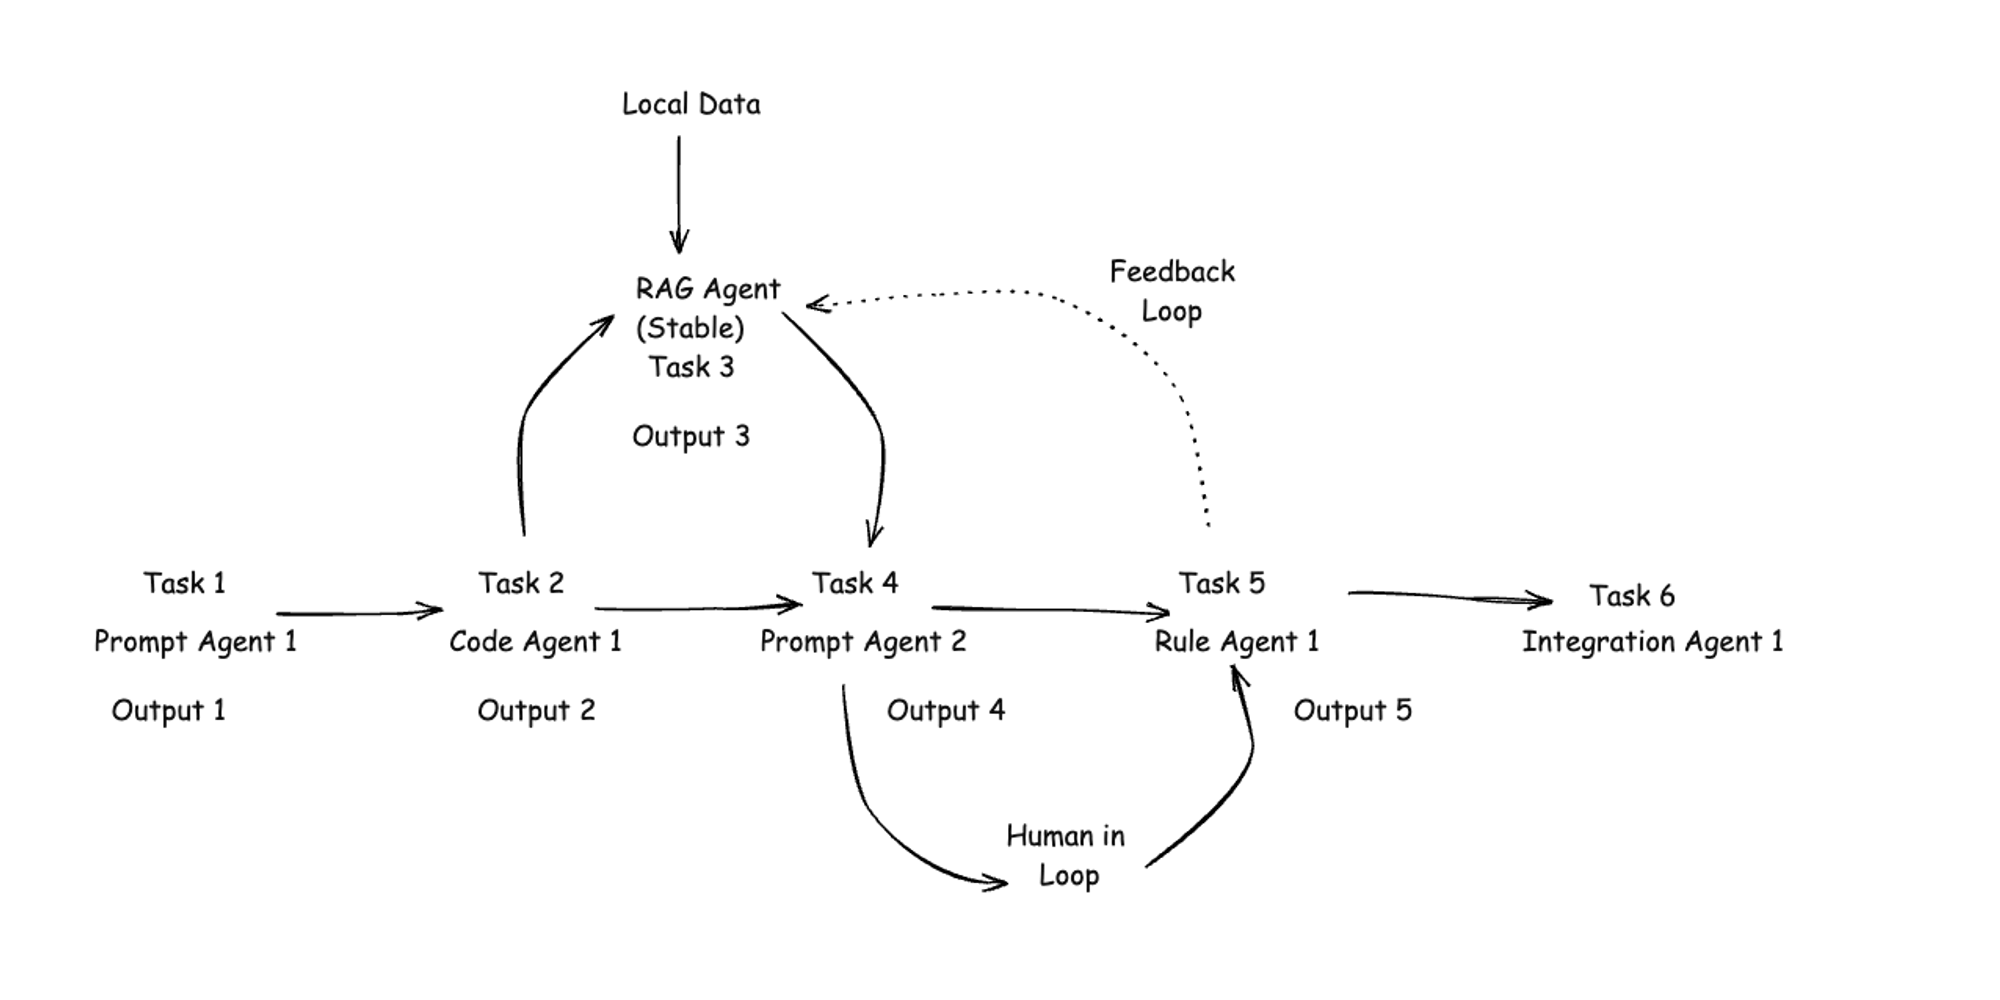 Local Data
RAG Agent
(Stable)
Task 3
Output 3
Feedback
Loop
Task 1
Prompt Agent 1
Output 1
Task 2
Code Agent 1
Output 2
Task 4
Prompt Agent 2
Output 4
Task 5
Rule Agent 1
Output 5
Task 6
Integration Agent 1
Human in
Loop